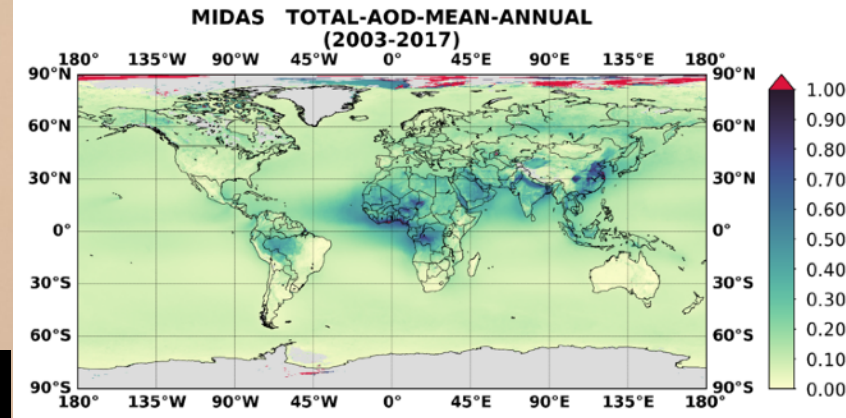 MIDAS TOTAL-AOD-MEAN-ANNUAL
(2003-2017)
180° 135°W 90°W 45°W 0° 45°E 90°E 135°E 180°
90°N 90°N
60°N 60°N
30°N 30°N
0° 0°
30°S 30°S
60°S 60°S
90°S 90°S
180° 135°W 90°W 45°W 0° 45°E 90°E 135°E 180°
1.00
0.90
0.80
0.70
0.60
0.50
0.40
0.30
0.20
0.10
0.00